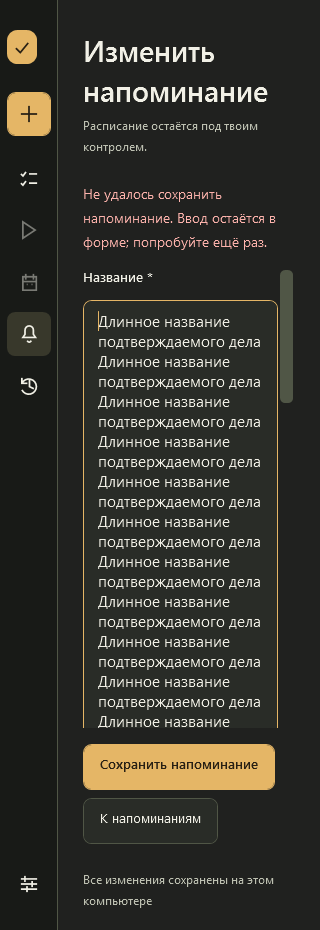 Изменить
напоминание
Расписание остаётся под твоим
контролем.
Не удалось сохранить
напоминание. Ввод остаётся в
форме; попробуйте ещё раз.
Название *
Длинное название
подтверждаемого дела
Длинное название
подтверждаемого дела
Длинное название
подтверждаемого дела
Длинное название
подтверждаемого дела
Длинное название
подтверждаемого дела
Длинное название
подтверждаемого дела
Длинное название
подтверждаемого дела
Длинное название
подтверждаемого дела
Длинное название
подтверждаемого дела
Длинное название
подтверждаемого дела
Длинное название
Сохранить напоминание
К напоминаниям
Все изменения сохранены на этом
компьютере